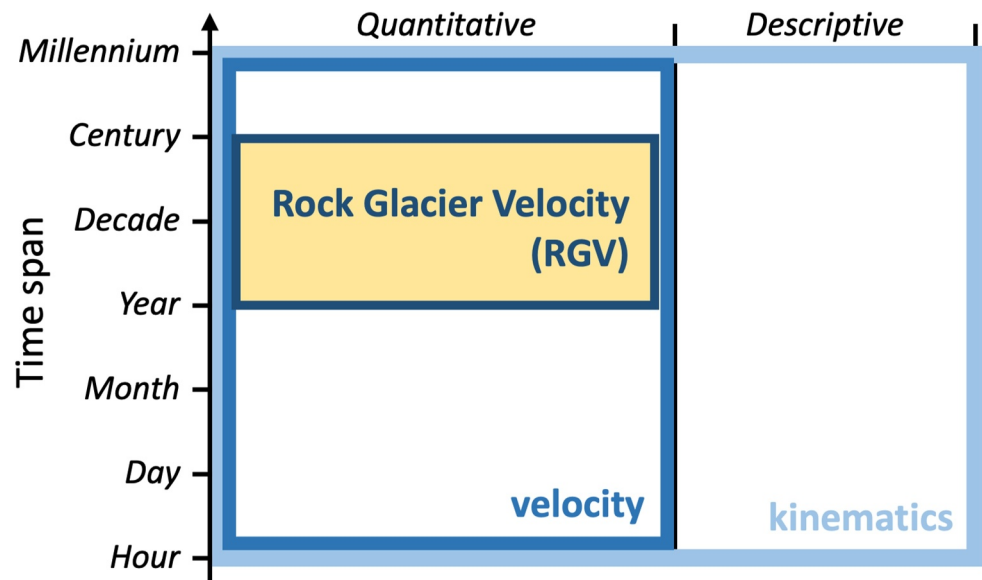 Quantitative
Descriptive
Millennium
Century
Decade
Year
Month
Day
Hour
Time span
Rock Glacier Velocity
(RGV)
velocity
kinematics